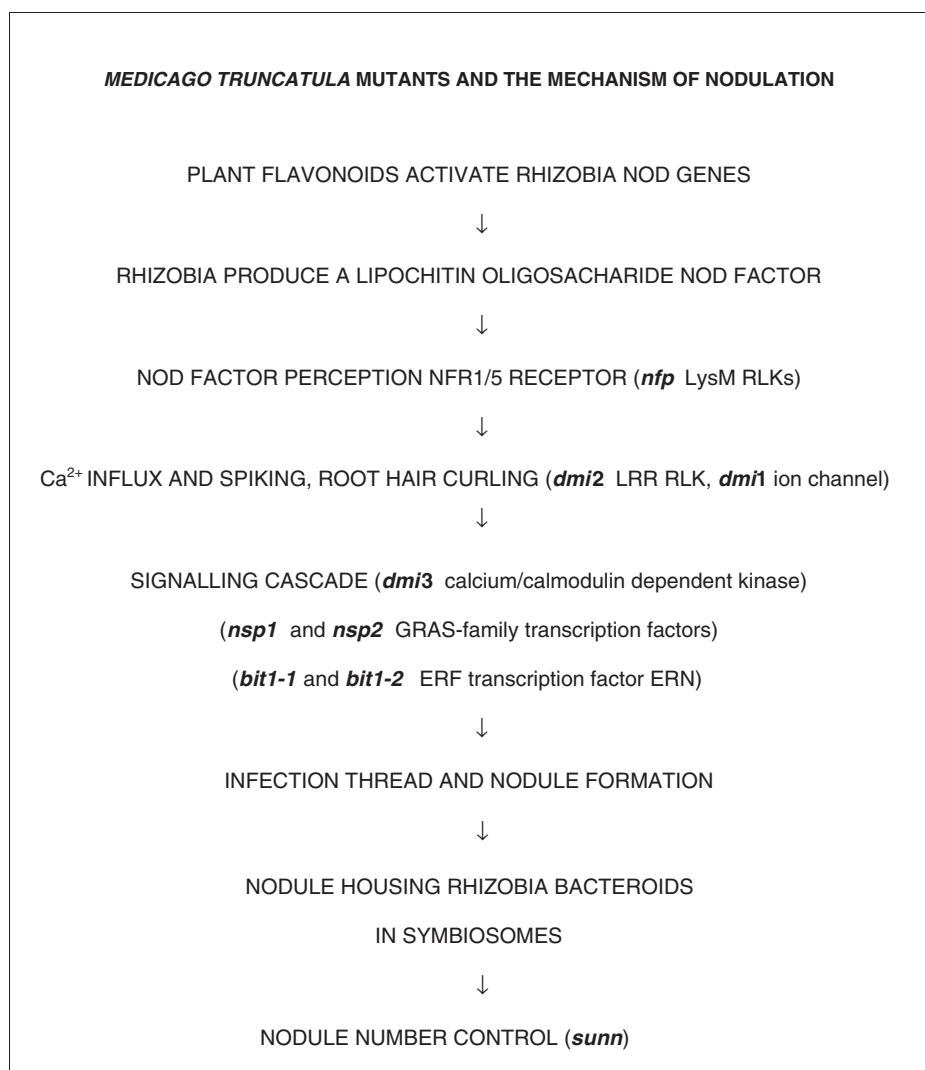 MEDICAGO TRUNCATULA MUTANTS AND THE MECHANISM OF NODULATION
PLANT FLAVONOIDS ACTIVATE RHIZOBIA NOD GENES
↓
RHIZOBIA PRODUCE A LIPOCHITIN OLIGOSACHARIDE NOD FACTOR
↓
NOD FACTOR PERCEPTION NFR1/5 RECEPTOR (nfp LysM RLKs)
↓
Ca2+ INFLUX AND SPIKING, ROOT HAIR CURLING (dmi2 LRR RLK, dmi1 ion channel)
↓
SIGNALLING CASCADE (dmi3 calcium/calmodulin dependent kinase)
(nsp1 and nsp2 GRAS-family transcription factors)
(bit1-1 and bit1-2 ERF transcription factor ERN)
↓
INFECTION THREAD AND NODULE FORMATION
↓
NODULE HOUSING RHIZOBIA BACTEROIDS
IN SYMBIOSOMES
↓
NODULE NUMBER CONTROL (sunn)